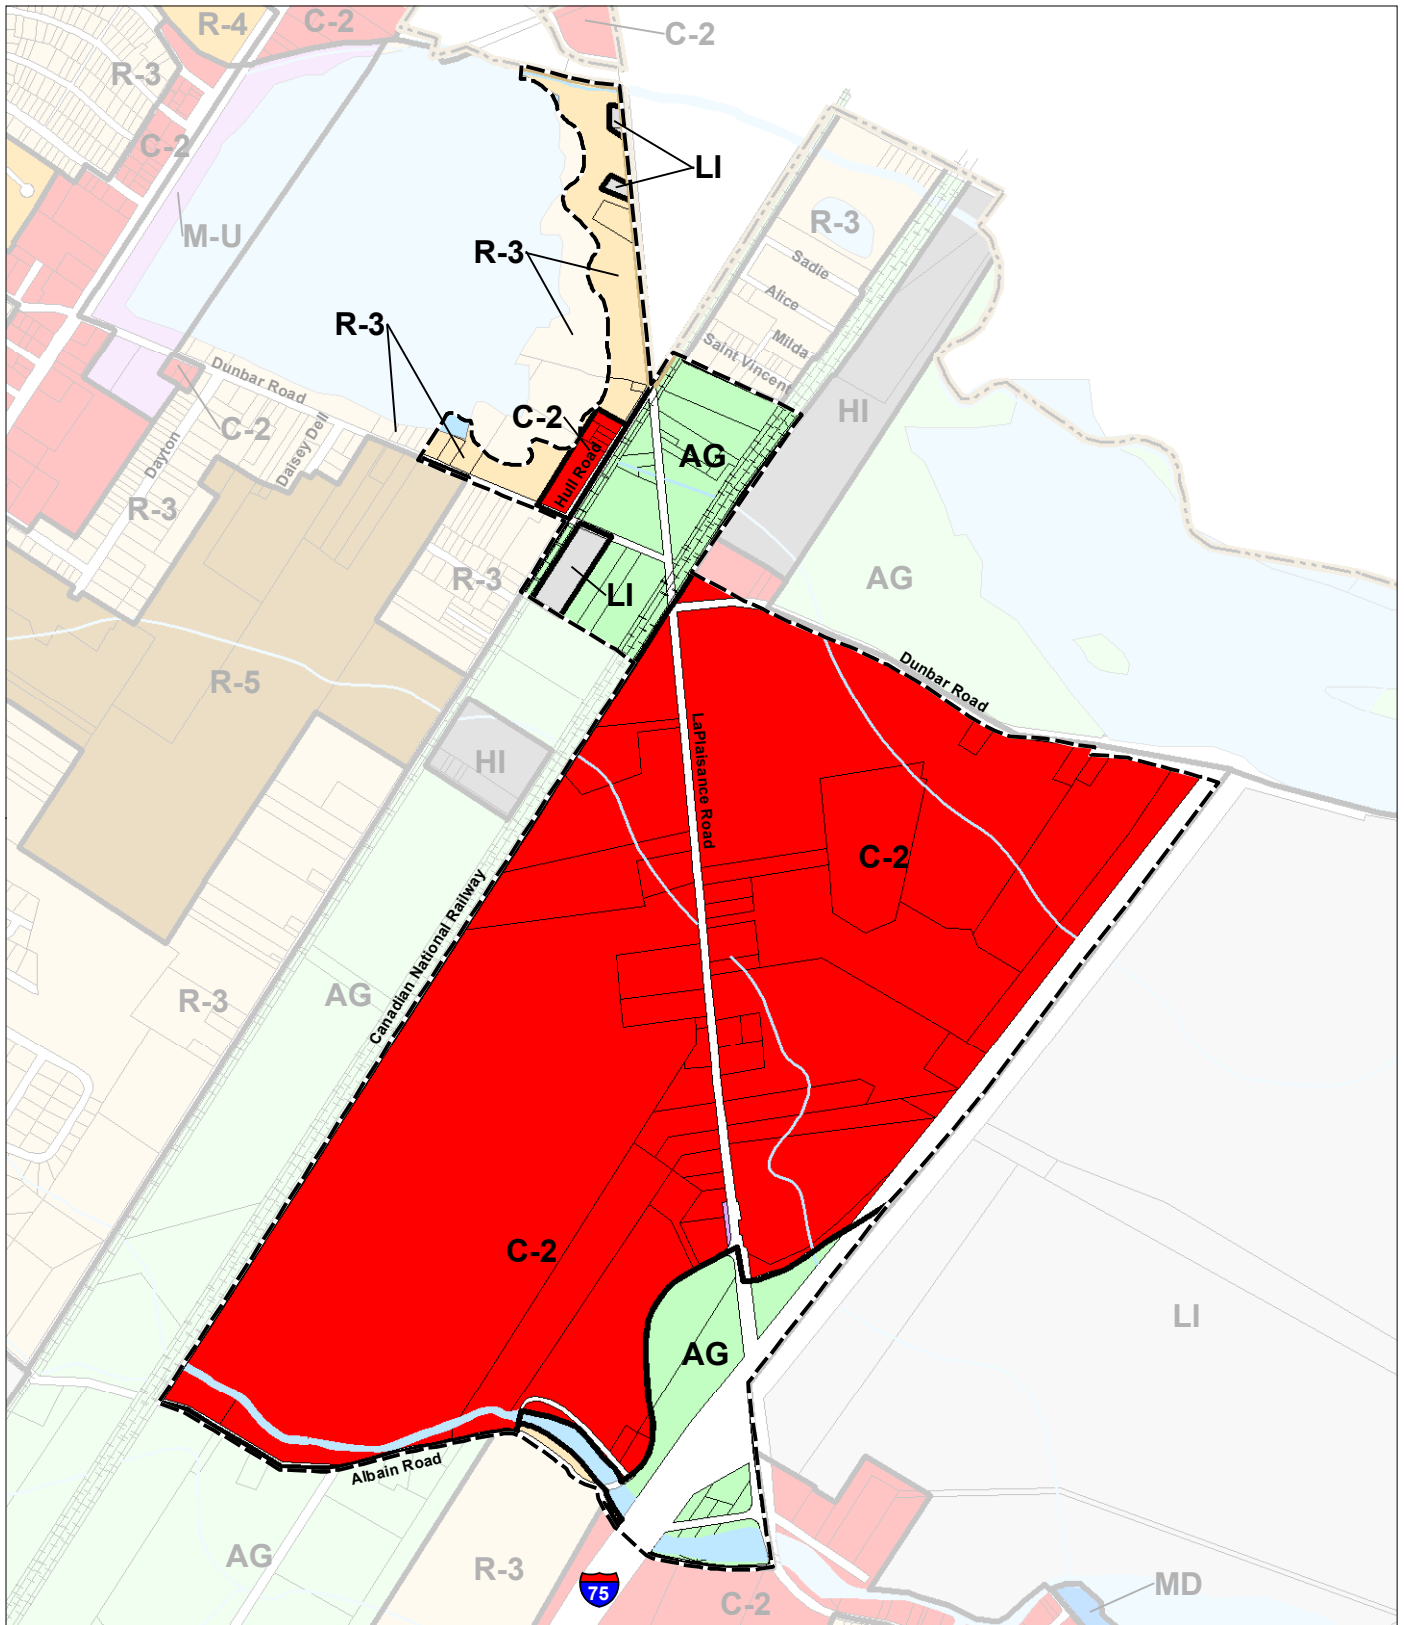 R-4
C-2
C-2
R-3
C-2
LI
M-U
R-3
R-3
Sadie
Alice
R-3
Milda
Saint Vincent
Dunbar Road
C-2
HI
C-2
Daisey Dell
Dayton
Hull Road
AG
R-3
R-3
LI
AG
R-5
Dunbar Road
LaPlaisance Road
HI
C-2
Canadian National Railway
AG
R-3
C-2
LI
AG
Albain Road
AG
R-3
75
C-2
MD